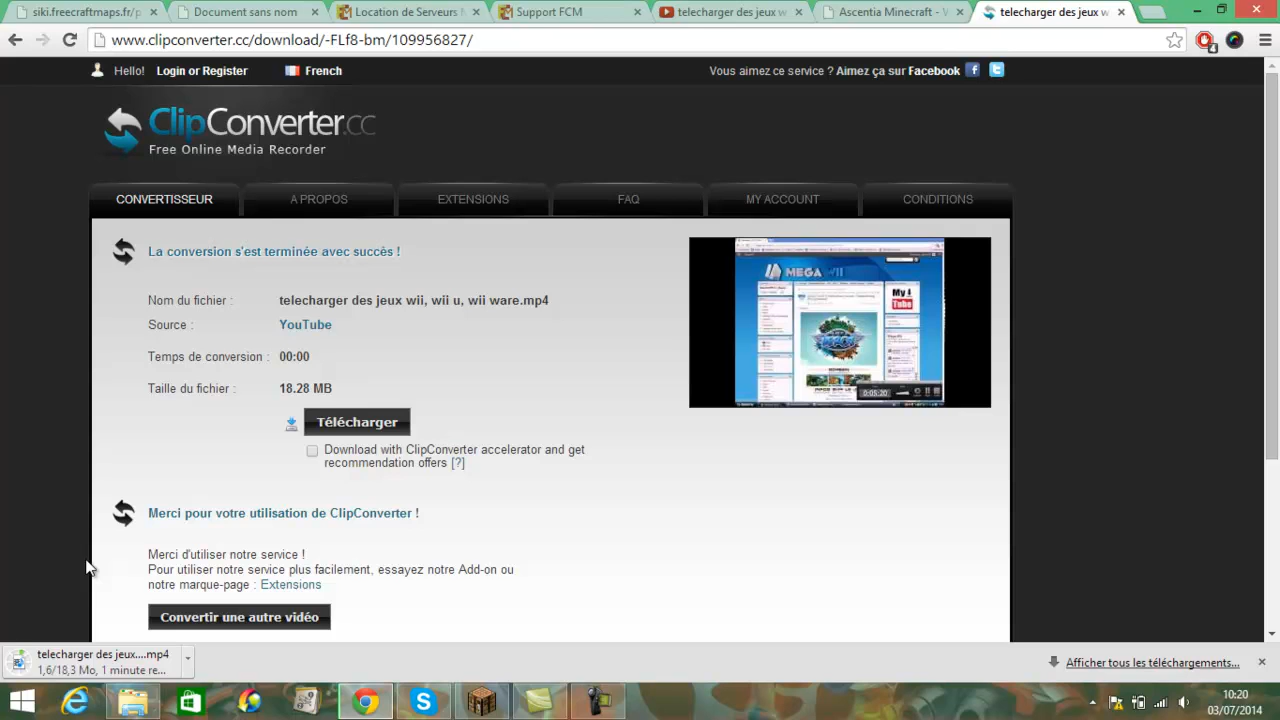 siki.freecraftmaps.fr/p
Document sans nom
Location de Serveurs
Support FCM
telecharger des jeux w
Ascentia Minecraft - V
telecharger des jeux w
www.clipconverter.cc/download/-FLf8-bm/109956827/
4
Hello! Login or Register French
Vous aimez ce service ? Aimez ça sur Facebook
ClipConverter.cc
Free Online Media Recorder
CONVERTISSEUR A PROPOS EXTENSIONS FAQ MY ACCOUNT CONDITIONS
La conversion s'est terminée avec succès !
Nom du fichier : telecharger des jeux wii, wii u, wii ware.mp4
Source : YouTube
Temps de conversion : 00:00
Taille du fichier : 18.28 MB
Télécharger
Download with ClipConverter accelerator and get
recommendation offers [?]
MEGA WII
My
Tube
0:05:20
Merci pour votre utilisation de ClipConverter !
Merci d'utiliser notre service !
Pour utiliser notre service plus facilement, essayez notre Add-on ou
notre marque-page : Extensions
Convertir une autre vidéo
telecharger des jeux....mp4
1,6/18,3 Mo, 1 minute re...
Afficher tous les téléchargements...
10:20
03/07/2014